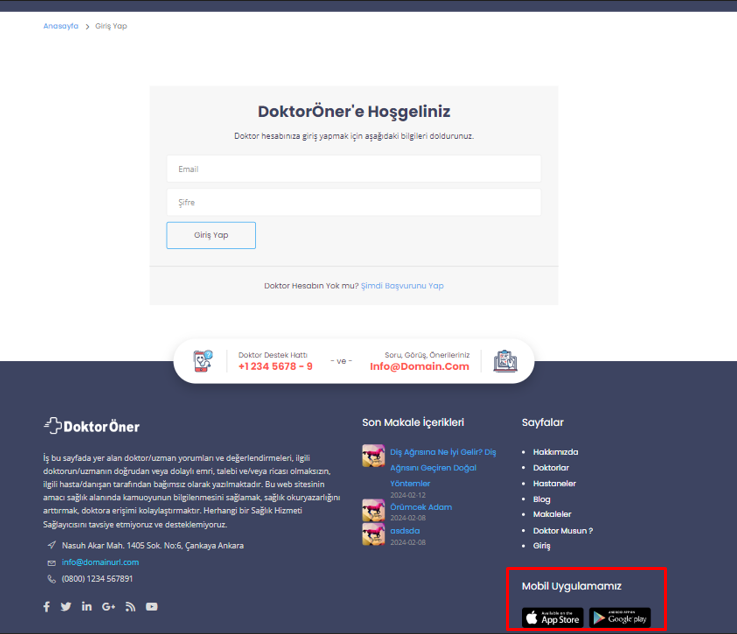 Anasayfa > Giriş Yap
DoktorÖner'e Hoşgeliniz
Doktor hesabınıza giriş yapmak için aşağıdaki bilgileri doldurunuz.
Email
Şifre
Giriş Yap
Doktor Hesabın Yok mu? Şimdi Başvurunu Yap
Doktor Destek Hattı
+1 234 5678 - 9
- ve -
Soru, Görüş, Önerileriniz
Info@Domain.Com
DoktorÖner
İş bu sayfada yer alan doktor/uzman yorumları ve değerlendirmeleri, ilgili
doktorun/uzmanın doğrudan veya dolaylı emri, talebi ve/veya ricası olmaksızın,
ilgili hasta/danışan tarafından bağımsız olarak yazılmaktadır. Bu web sitesinin
amacı sağlık alanında kamuoyunun bilgilenmesini sağlamak, sağlık okuryazarlığını
arttırmak, doktora erişimi kolaylaştırmaktır. Herhangi bir Sağlık Hizmeti
Sağlayıcısını tavsiye etmiyoruz ve desteklemiyoruz.
Nasuh Akar Mah. 1405 Sok. No:6, Çankaya Ankara
info@domainurl.com
(0800) 1234 567891
Son Makale İçerikleri
Diş Ağrısına Ne İyi Gelir? Diş
Ağrısını Geçiren Doğal
Yöntemler
2024-02-12
Örümcek Adam
2024-02-08
asdsda
2024-02-08
Sayfalar
Hakkımızda
Doktorlar
Hastaneler
Blog
Makaleler
Doktor Musun ?
Giriş
Mobil Uygulamamız
Available on the
App Store
ANDROID APP ON
Google play